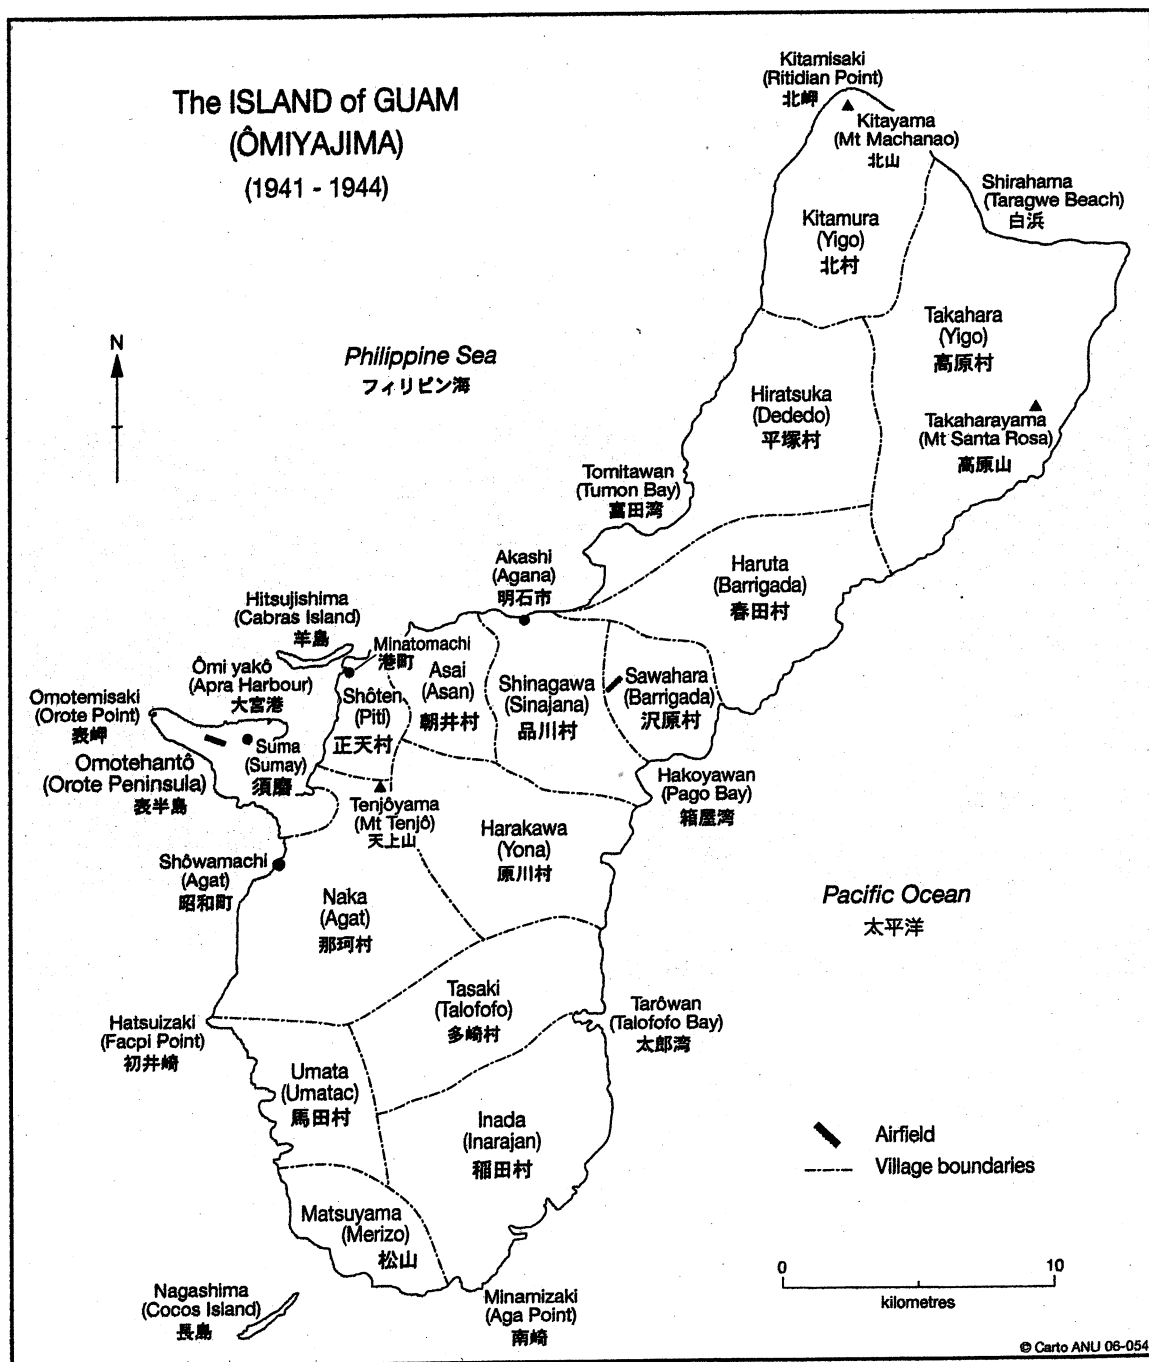 The ISLAND of GUAM
(ÔMIYAJIMA)
(1941 - 1944)
Kitamisaki
(Ritidian Point)
北岬
Kitayama
(Mt Machanao)
北山
Shirahama
(Taragwe Beach)
白浜
Kitamura
(Yigo)
北村
Takahara
(Yigo)
高原村
N
Philippine Sea
フィリピン海
Hiratsuka
(Dededo)
平塚村
Takaharayama
(Mt Santa Rosa)
高原山
Tomitawan
(Tumon Bay)
富田湾
Akashi
(Agana)
明石市
Haruta
(Barrigada)
春田村
Hitsujishima
(Cabras Island)
羊島
Minatomachi
港町
Ômi yakô
(Apra Harbour)
大宮港
Asai
(Asan)
朝井村
Shinagawa
(Sinajana)
品川村
Sawahara
(Barrigada)
沢原村
Omotemisaki
(Orote Point)
表岬
Shôten
(Piti)
正天村
Suma
(Sumay)
須磨
Omotehantô
(Orote Peninsula)
表半島
Hakoyawan
(Pago Bay)
箱屋湾
Tenjôyama
(Mt Tenjô)
天上山
Harakawa
(Yona)
原川村
Shôwamachi
(Agat)
昭和町
Naka
(Agat)
那珂村
Pacific Ocean
太平洋
Tasaki
(Talofofo)
多崎村
Tarôwan
(Talofofo Bay)
太郎湾
Hatsuizaki
(Facpi Point)
初井崎
Umata
(Umatac)
馬田村
Inada
(Inarajan)
稲田村
Airfield
Village boundaries
Matsuyama
(Merizo)
松山
Nagashima
(Cocos Island)
長島
Minamizaki
(Aga Point)
南崎
0 10
kilometres
© Carto ANU 06-054